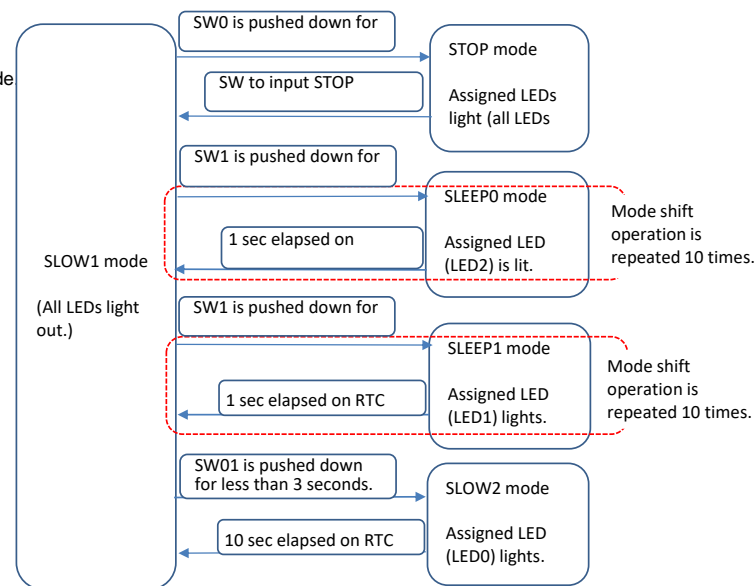 de.
SLOW1 mode
(All LEDs light
out.)
SW0 is pushed down for
STOP mode
Assigned LEDs
light (all LEDs
SW to input STOP
SW1 is pushed down for
SLEEP0 mode
Assigned LED
(LED2) is lit.
1 sec elapsed on
Mode shift
operation is
repeated 10 times.
SW1 is pushed down for
SLEEP1 mode
Assigned LED
(LED1) lights.
1 sec elapsed on RTC
Mode shift
operation is
repeated 10 times.
SW01 is pushed down
for less than 3 seconds.
SLOW2 mode
Assigned LED
(LED0) lights.
10 sec elapsed on RTC